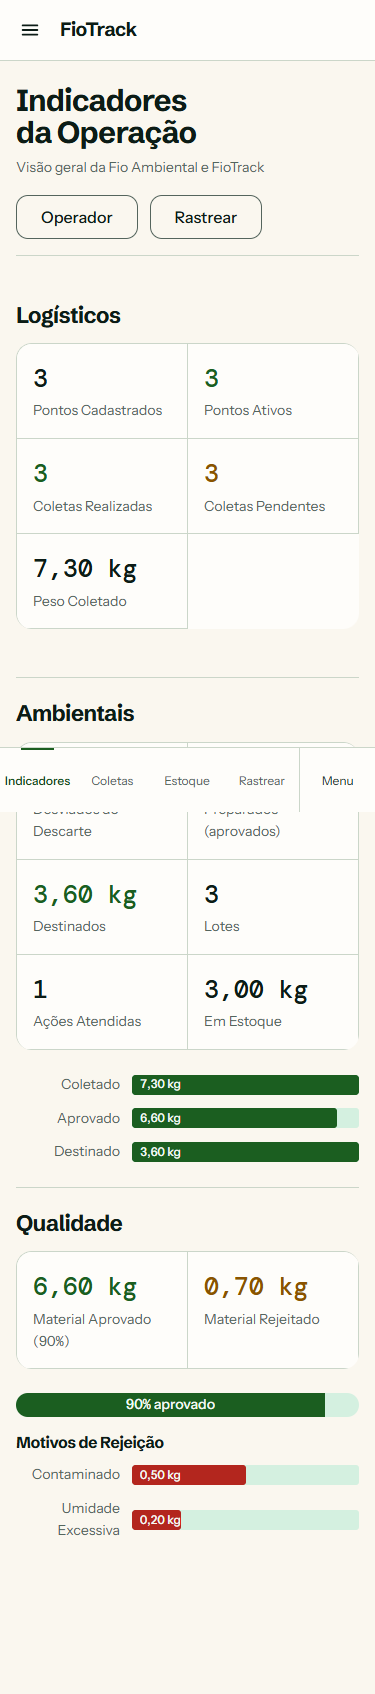 FioTrack
Indicadores
da Operação
Visão geral da Fio Ambiental e FioTrack
Operador
Rastrear
Logísticos
3
Pontos Cadastrados
3
Pontos Ativos
3
Coletas Realizadas
3
Coletas Pendentes
7,30 kg
Peso Coletado
Ambientais
Indicadores
Coletas
Estoque
Rastrear
Menu
Descarte
(aprovados)
3,60 kg
Destinados
3
Lotes
1
Ações Atendidas
3,00 kg
Em Estoque
Coletado
7,30 kg
Aprovado
6,60 kg
Destinado
3,60 kg
Qualidade
6,60 kg
Material Aprovado
(90%)
0,70 kg
Material Rejeitado
90% aprovado
Motivos de Rejeição
Contaminado
0,50 kg
Umidade
Excessiva
0,20 kg